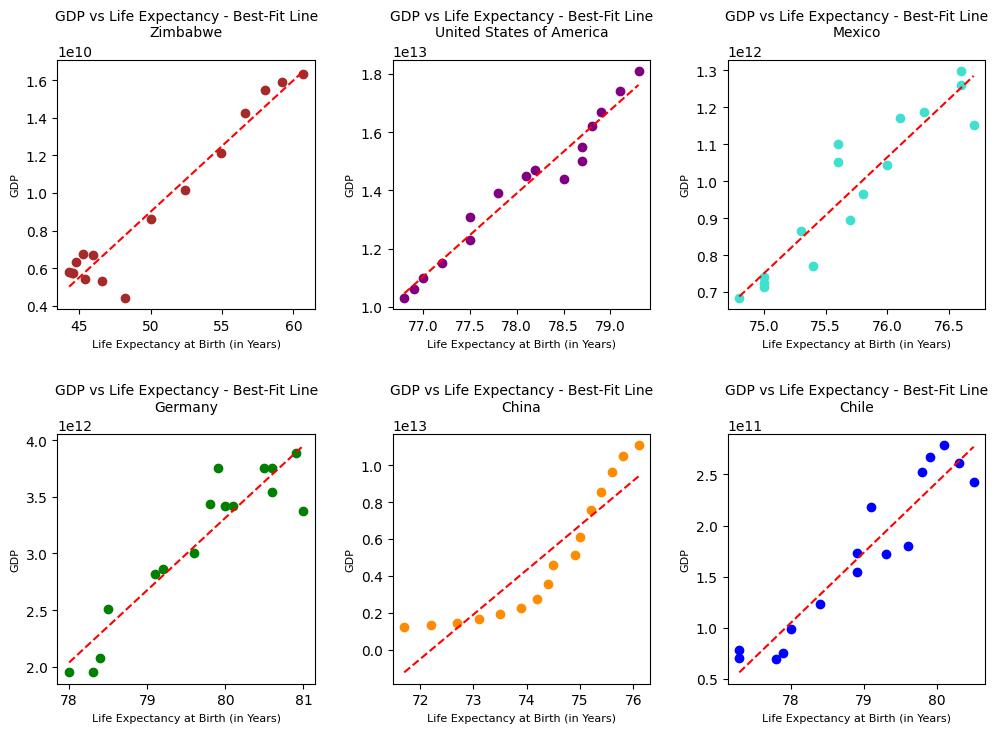 GDP vs Life Expectancy - Best-Fit Line
Zimbabwe
1e10
1.6
1.4
1.2
1.0
0.8
0.6
0.4
GDP
45 50 55 60
Life Expectancy at Birth (in Years)
GDP vs Life Expectancy - Best-Fit Line
United States of America
1e13
1.8
1.6
1.4
1.2
1.0
GDP
77.0 77.5 78.0 78.5 79.0
Life Expectancy at Birth (in Years)
GDP vs Life Expectancy - Best-Fit Line
Mexico
1e12
1.3
1.2
1.1
1.0
0.9
0.8
0.7
GDP
75.0 75.5 76.0 76.5
Life Expectancy at Birth (in Years)
GDP vs Life Expectancy - Best-Fit Line
Germany
1e12
4.0
3.5
3.0
2.5
2.0
GDP
78 79 80 81
Life Expectancy at Birth (in Years)
GDP vs Life Expectancy - Best-Fit Line
China
1e13
1.0
0.8
0.6
0.4
0.2
0.0
GDP
72 73 74 75 76
Life Expectancy at Birth (in Years)
GDP vs Life Expectancy - Best-Fit Line
Chile
1e11
2.5
2.0
1.5
1.0
0.5
GDP
78 79 80
Life Expectancy at Birth (in Years)